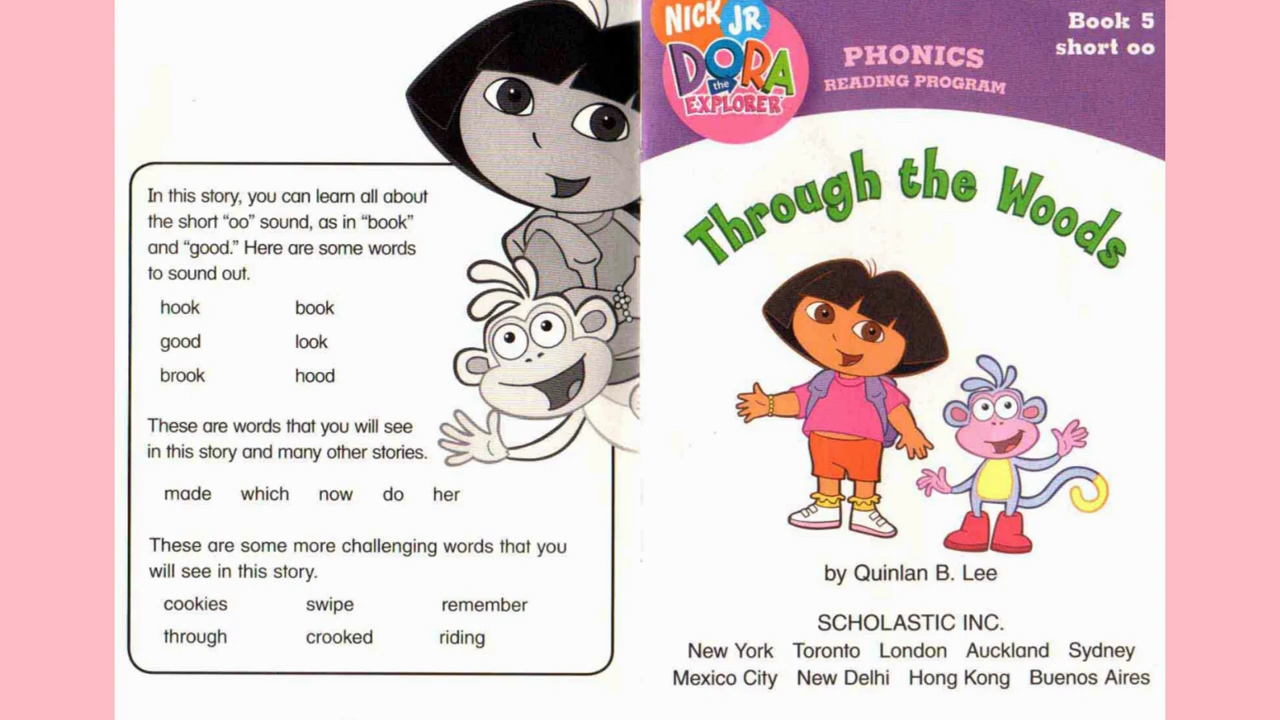 In this story, you can learn all about
the short “oo” sound, as in “book”
and “good.” Here are some words
to sound out.
hook book
good look
brook hood
These are words that you will see
in this story and many other stories.
made which now do her
These are some more challenging words that you
will see in this story.
cookies swipe remember
through crooked riding
NICK JR
DORA
the
EXPLORER
PHONICS
READING PROGRAM
Book 5
short oo
Through the Woods
by Quinlan B. Lee
SCHOLASTIC INC.
New York Toronto London Auckland Sydney
Mexico City New Delhi Hong Kong Buenos Aires